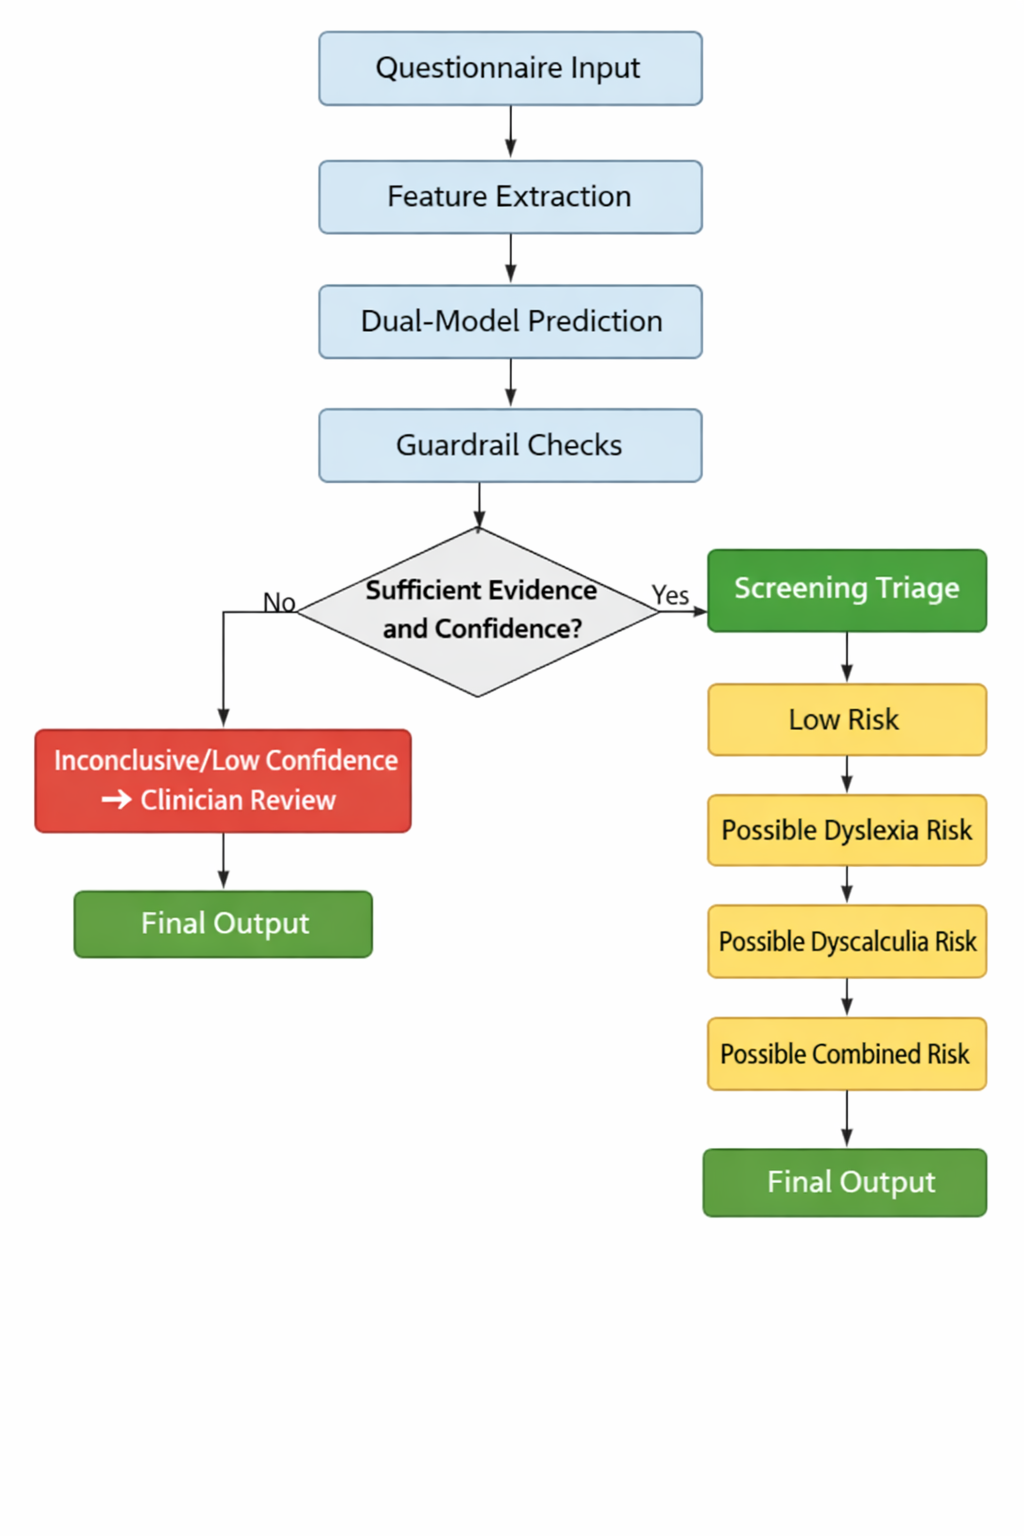 Questionnaire Input
Feature Extraction
Dual-Model Prediction
Guardrail Checks
Sufficient Evidence
and Confidence?
No
Yes
Screening Triage
Low Risk
Inconclusive/Low Confidence
→ Clinician Review
Possible Dyslexia Risk
Final Output
Possible Dyscalculia Risk
Possible Combined Risk
Final Output